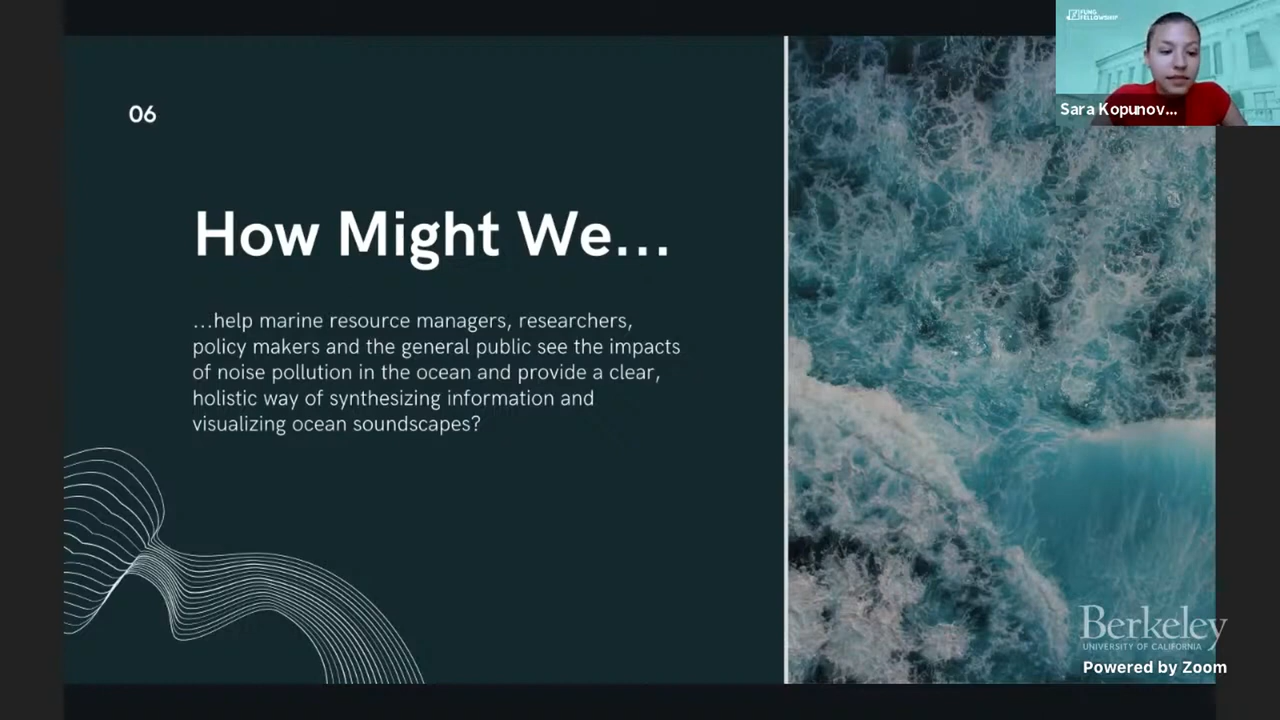 FUNG
FELLOWSHIP
Sara Kopunov...
06
How Might We...
...help marine resource managers, researchers,
policy makers and the general public see the impacts
of noise pollution in the ocean and provide a clear,
holistic way of synthesizing information and
visualizing ocean soundscapes?
Berkeley
UNIVERSITY OF CALIFORNIA
Powered by Zoom